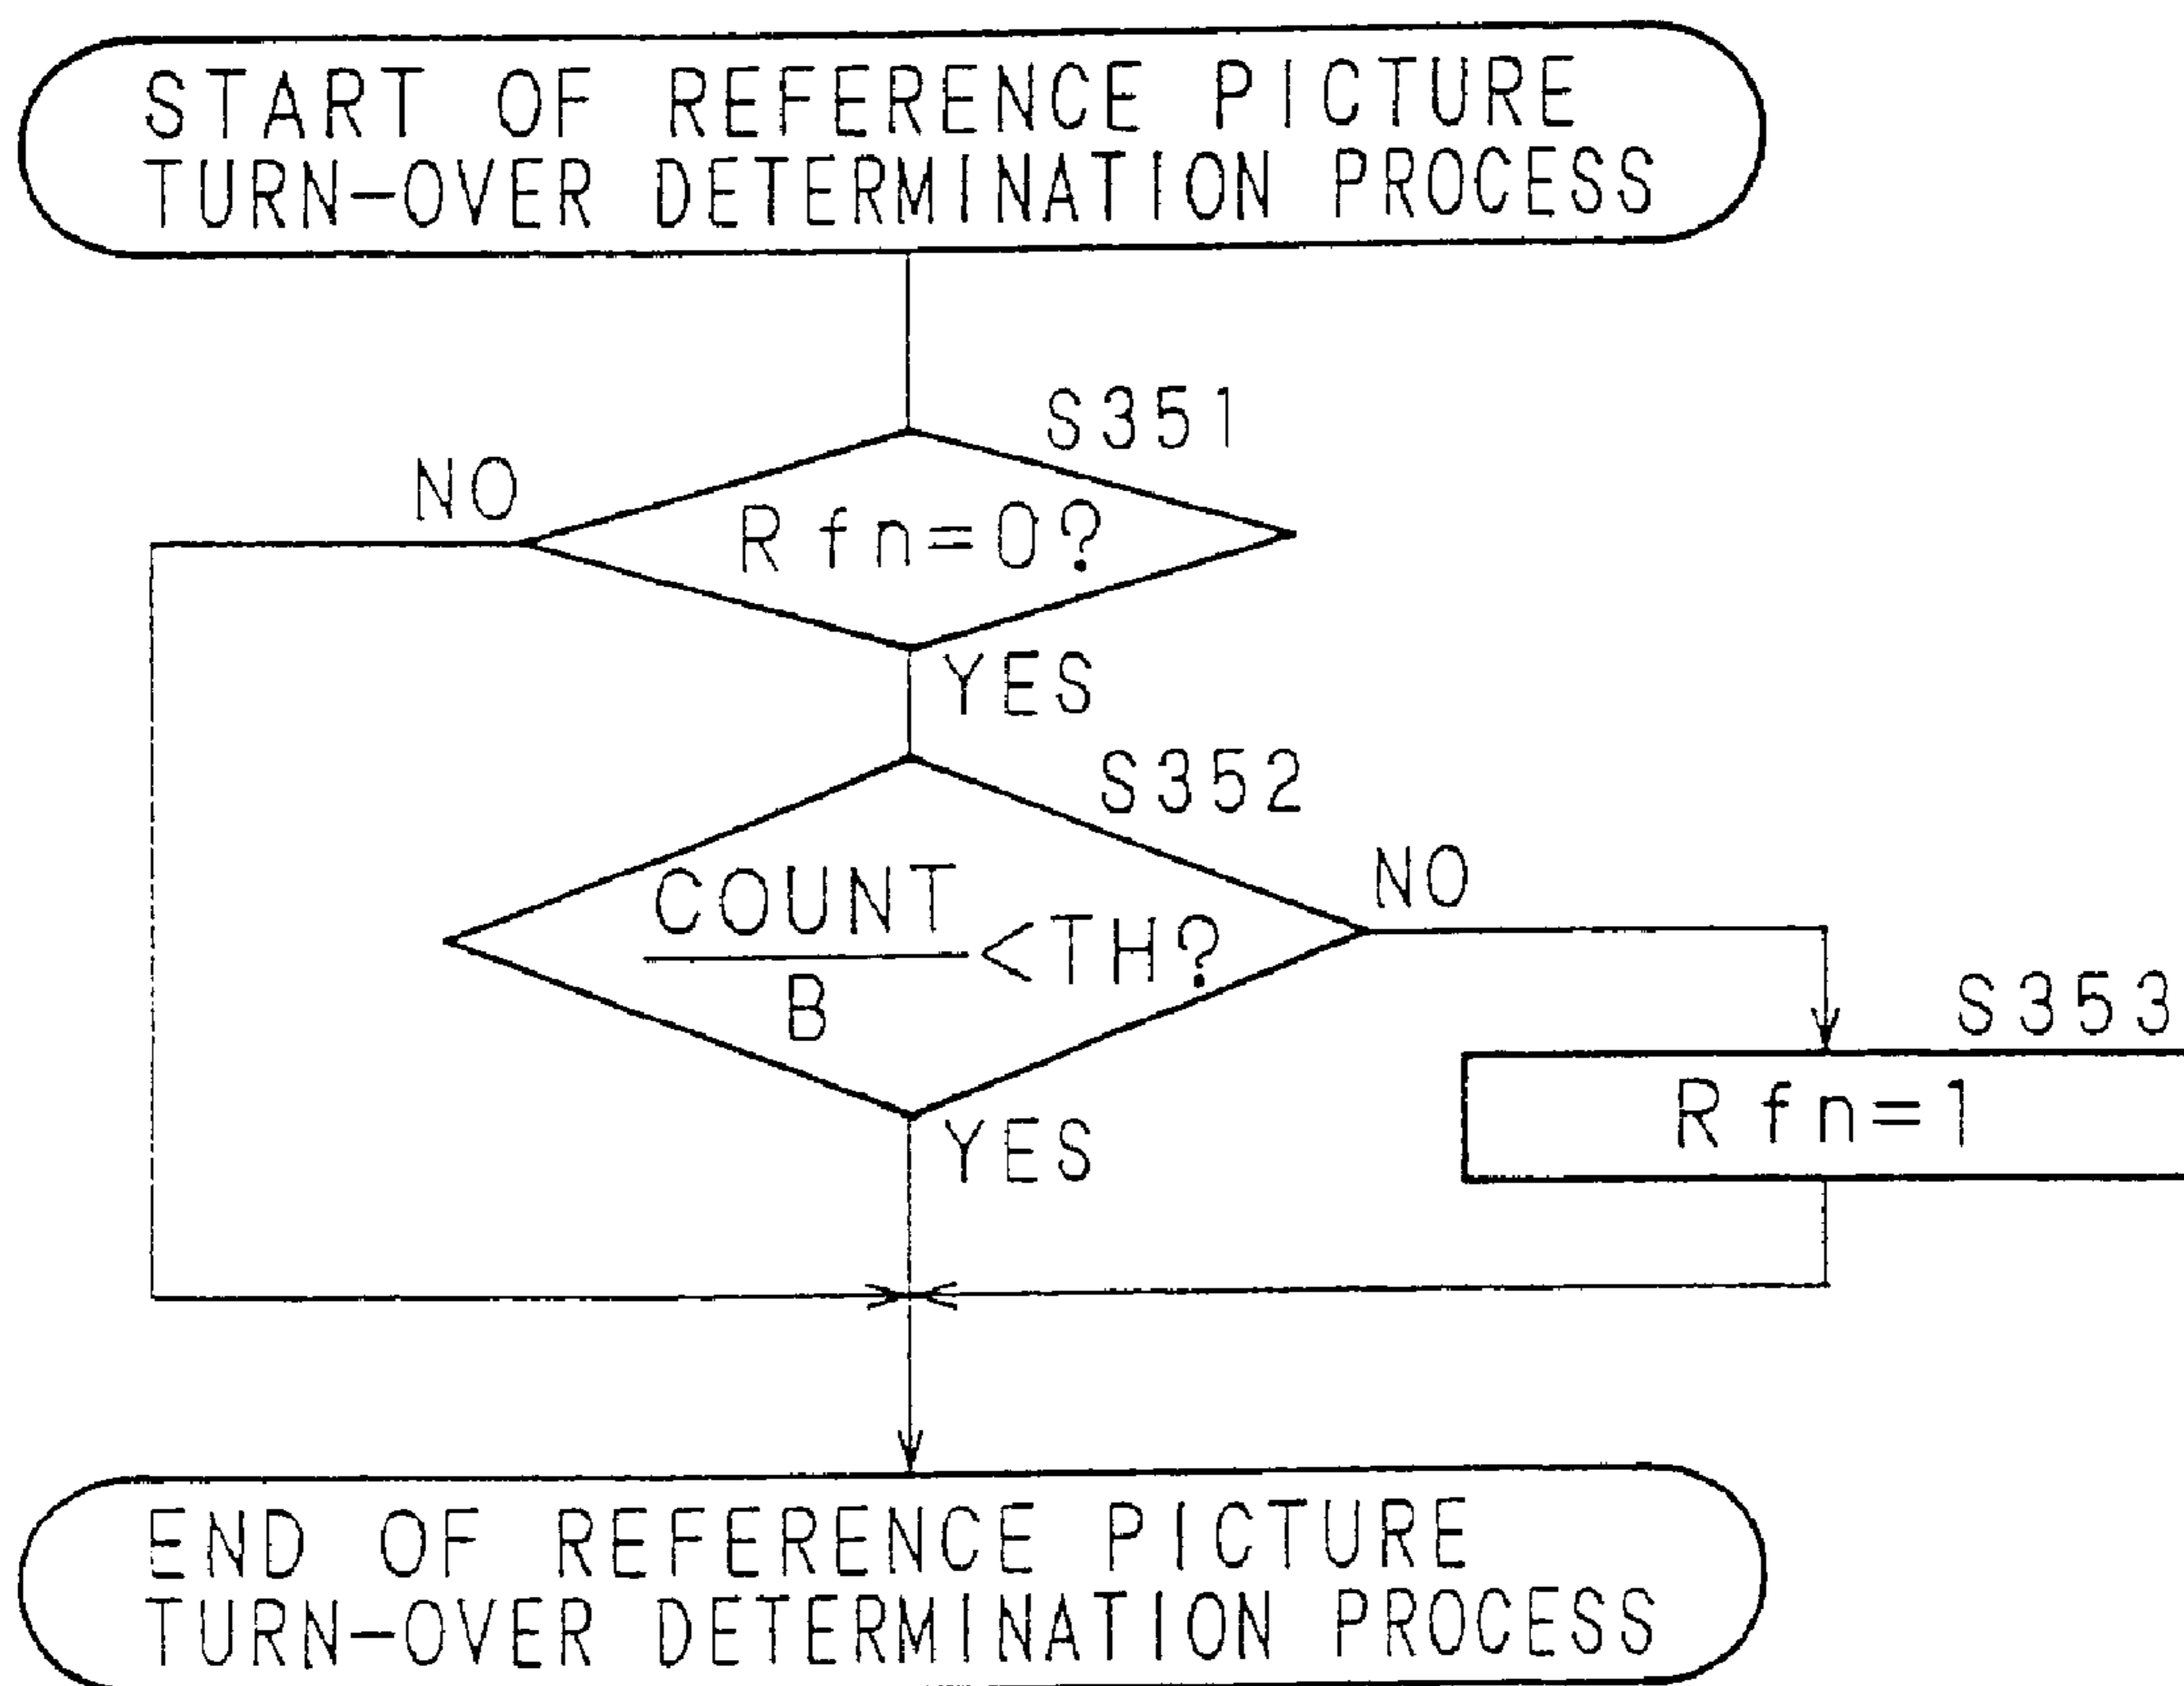 START OF REFERENCE PICTURE
TURN-OVER DETERMINATION PROCESS
S351
NO
Rfn=0?
YES
S352
COUNT
B
<TH?
NO
S353
Rfn=1
YES
END OF REFERENCE PICTURE
TURN-OVER DETERMINATION PROCESS